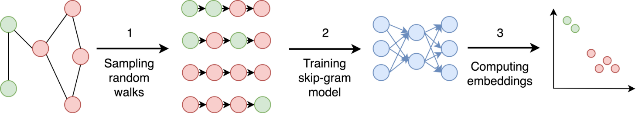 1
Sampling
random
walks
2
Training
skip-gram
model
3
Computing
embeddings